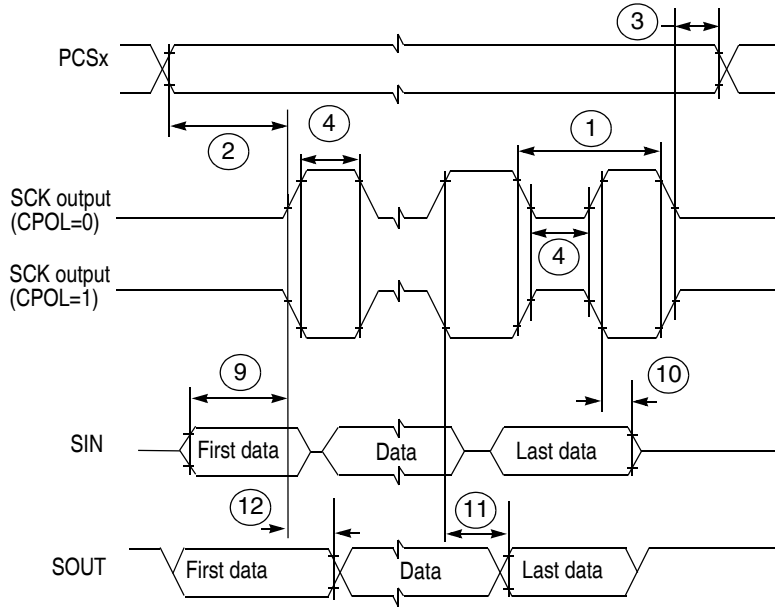 3
PCSx
4
1
2
SCK output
(CPOL=0)
4
SCK output
(CPOL=1)
9
10
SIN
First data
Data
Last data
12
11
SOUT
First data
Data
Last data